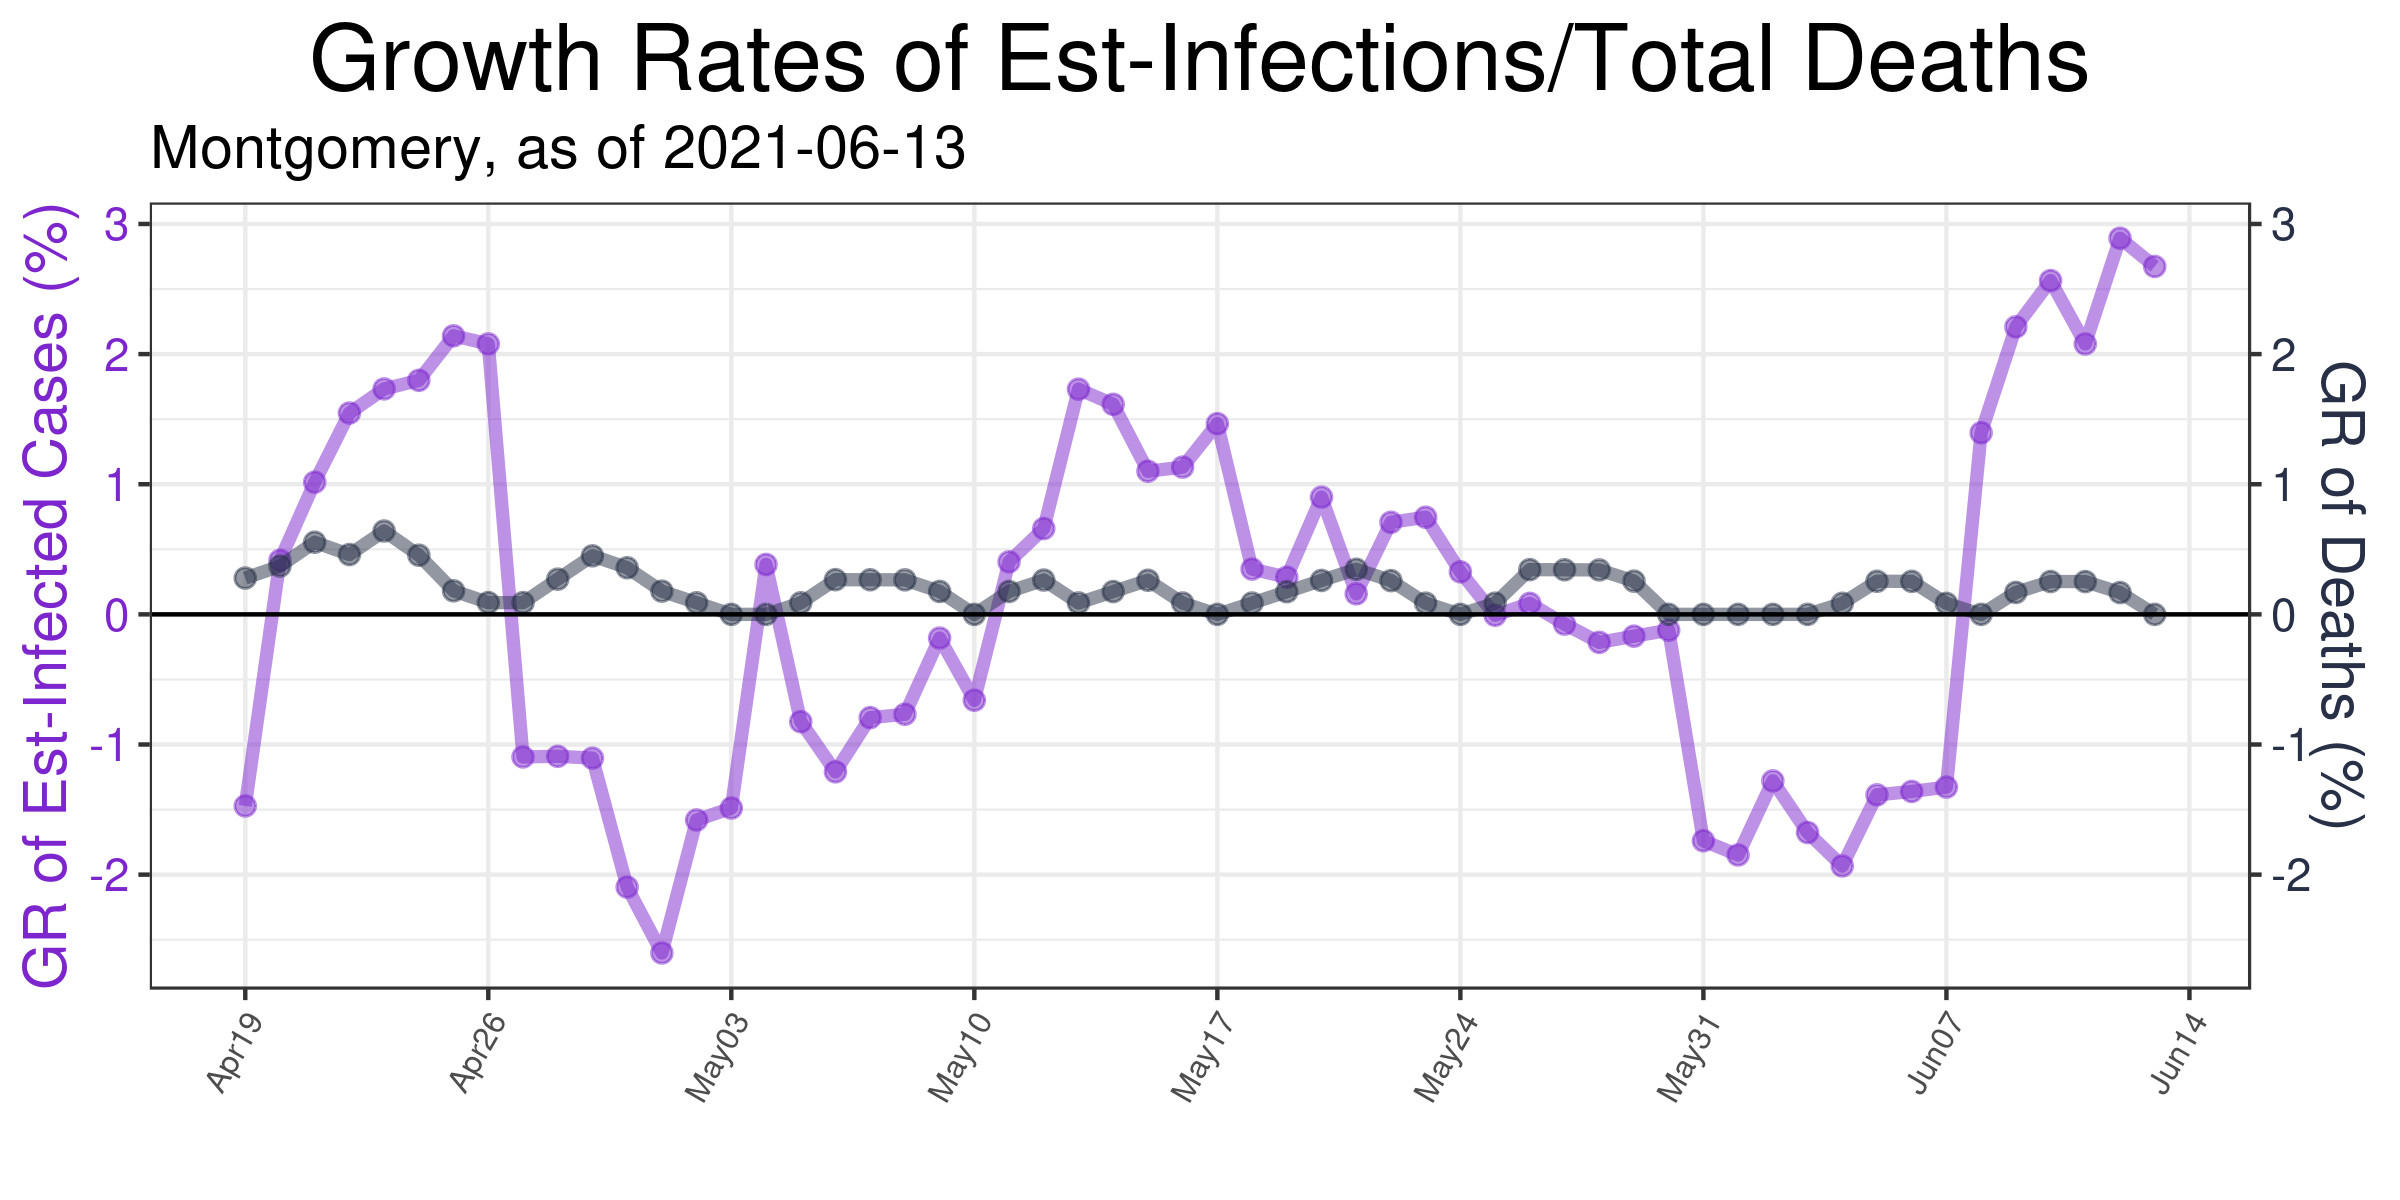 Growth Rates of Est-Infections/Total Deaths
Montgomery, as of 2021-06-13
GR of Est-Infected Cases (%)
3
2
1
0
-1
-2
3
2
1
0
-1
-2
GR of Deaths (%)
Apr19
Apr26
May03
May10
May17
May24
May31
Jun07
Jun14